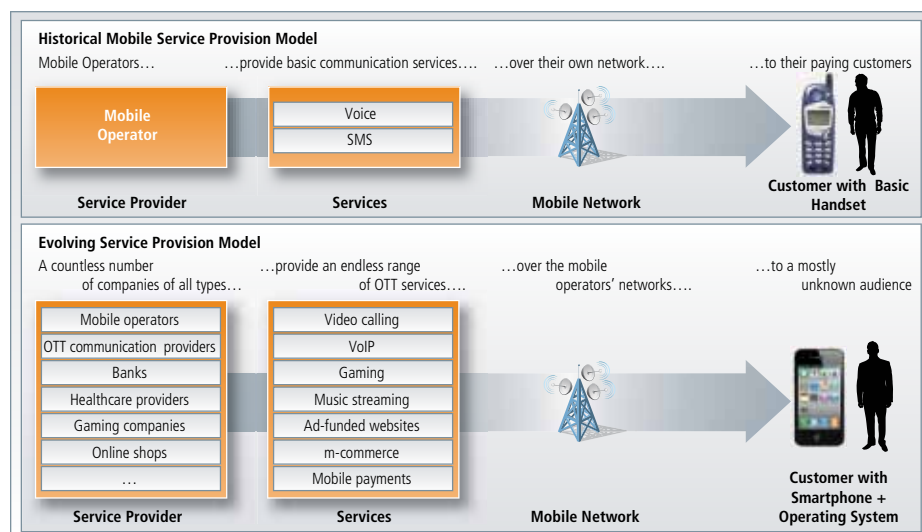 Historical Mobile Service Provision Model
Mobile Operators…
…provide basic communication services….
…over their own network….
…to their paying customers
Mobile
Operator
Voice
SMS
Service Provider
Services
Mobile Network
Customer with Basic
Handset
Evolving Service Provision Model
A countless number
of companies of all types…
…provide an endless range
of OTT services….
…over the mobile
operators’ networks….
…to a mostly
unknown audience
Mobile operators
OTT communication providers
Banks
Healthcare providers
Gaming companies
Online shops
…
Video calling
VoIP
Gaming
Music streaming
Ad-funded websites
m-commerce
Mobile payments
Service Provider
Services
Mobile Network
Customer with
Smartphone +
Operating System